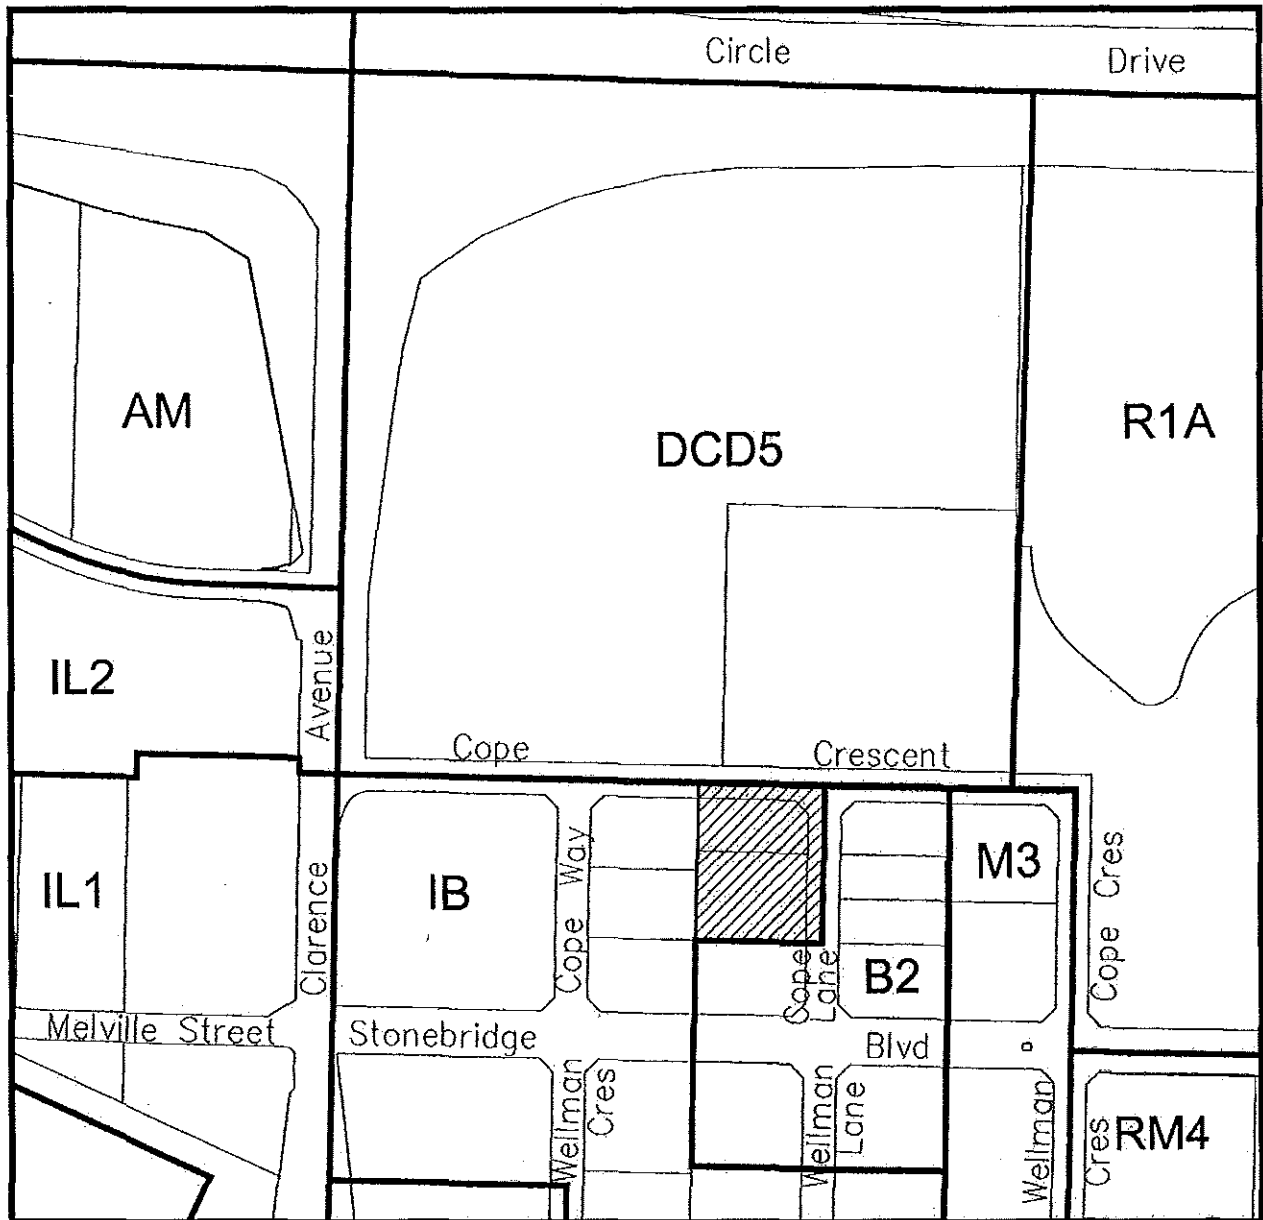 Circle
Drive
AM
DCD5
R1A
IL2
Avenue
Cope
Crescent
IL1
Clarence
IB
Cope Way
M3
Cope Cres
Cope
Lane
B2
Melville Street
Stonebridge
Blvd
Wellman
Cres
Wellman
Lane
Wellman
Cres
RM4